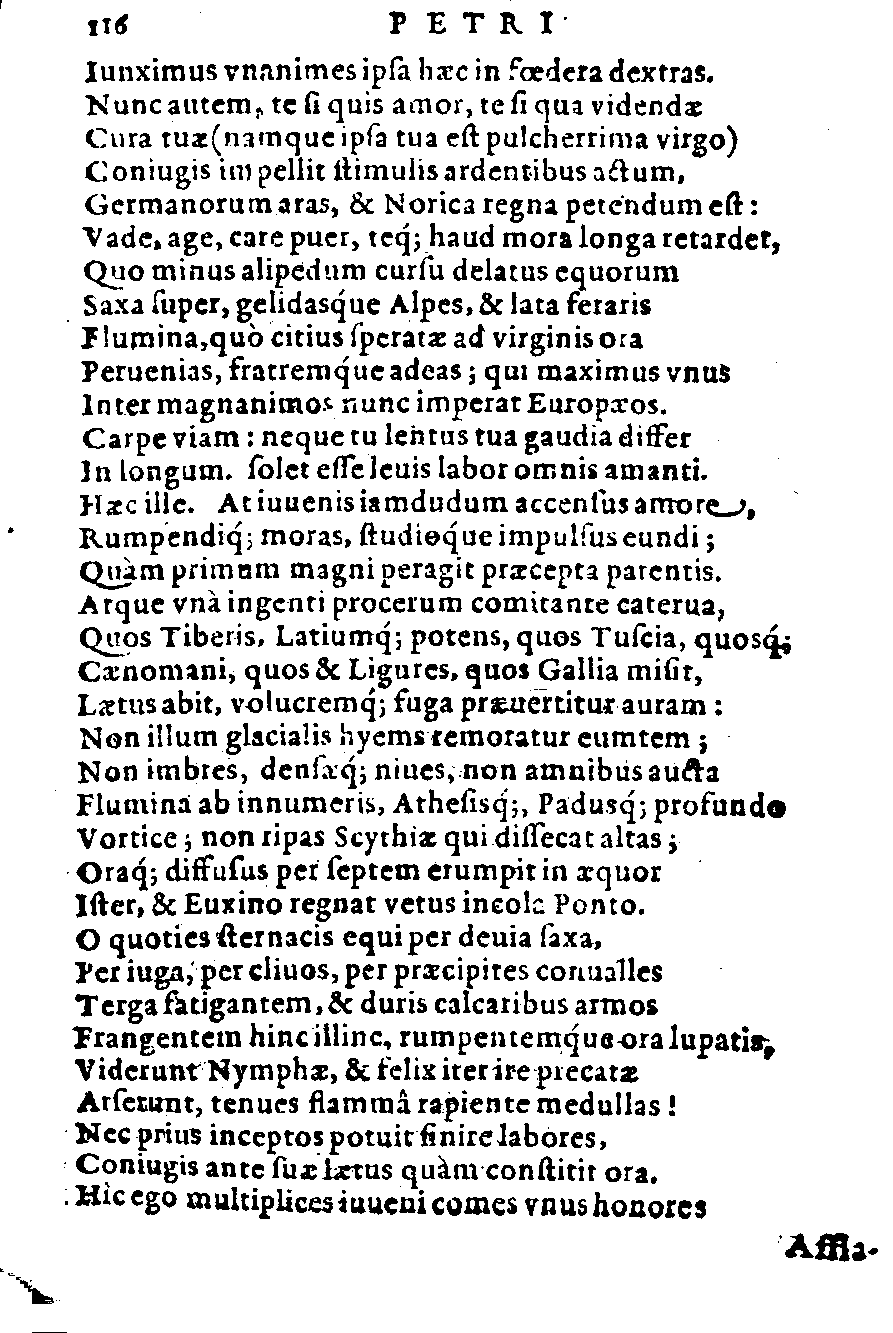 116 PETRI
Iunximus vnanimes ipſa hæc in fœdera dextras.
Nunc autem, te ſi quis amor, te ſi qua videndæ
Cura tuæ (namque ipſa tua eſt pulcherrima virgo)
Coniugis impellit ſtimulis ardentibus actum,
Germanorum aras, & Norica regna petendum eſt:
Vade, age, care puer, teq́; haud mora longa retardet,
Quo minus alipedum curſu delatus equorum
Saxa ſuper, gelidasq́ue Alpes, & lata feraris
Flumina, quò citius ſperatæ ad virginis ora
Peruenias, fratremq́ue adeas; qui maximus vnus
Inter magnanimos nunc imperat Europæos.
Carpe viam: neque tu lentus tua gaudia differ
In longum. ſolet eſſe leuis labor omnis amanti.
Hæc ille. At iuuenis iamdudum accenſus amore,
Rumpendiq́; moras, ſtudioq́ue impulſus eundi;
Quàm primum magni peragit præcepta parentis.
Atque vnà ingenti procerum comitante caterua,
Quos Tiberis, Latiumq́; potens, quos Tuſcia, quosq́;
Cænomani, quos & Ligures, quos Gallia miſit,
Lætus abit, volucremq́; fuga præuertitur auram:
Non illum glacialis hyems remoratur eumtem;
Non imbres, denſæq́; niues, non amnibus aucta
Flumina ab innumeris, Atheſisq́;, Padusq́; profundo
Vortice; non ripas Scythiæ qui diſſecat altas;
Oraq́; diffuſus per ſeptem erumpit in æquor
Iſter, & Euxino regnat vetus incola Ponto.
O quoties ſternacis equi per deuia ſaxa,
Per iuga, per cliuos, per præcipites conualles
Terga fatigantem, & duris calcaribus armos
Frangentem hinc illinc, rumpentemq́ue ora lupatis,
Viderunt Nymphæ, & felix iter ire precatæ
Arſerunt, tenues flammâ rapiente medullas!
Nec prius inceptos potuit finire labores,
Coniugis ante ſuæ lætus quàm conſtitit ora.
Hìc ego multiplices iuueni comes vnus honores
Affla-